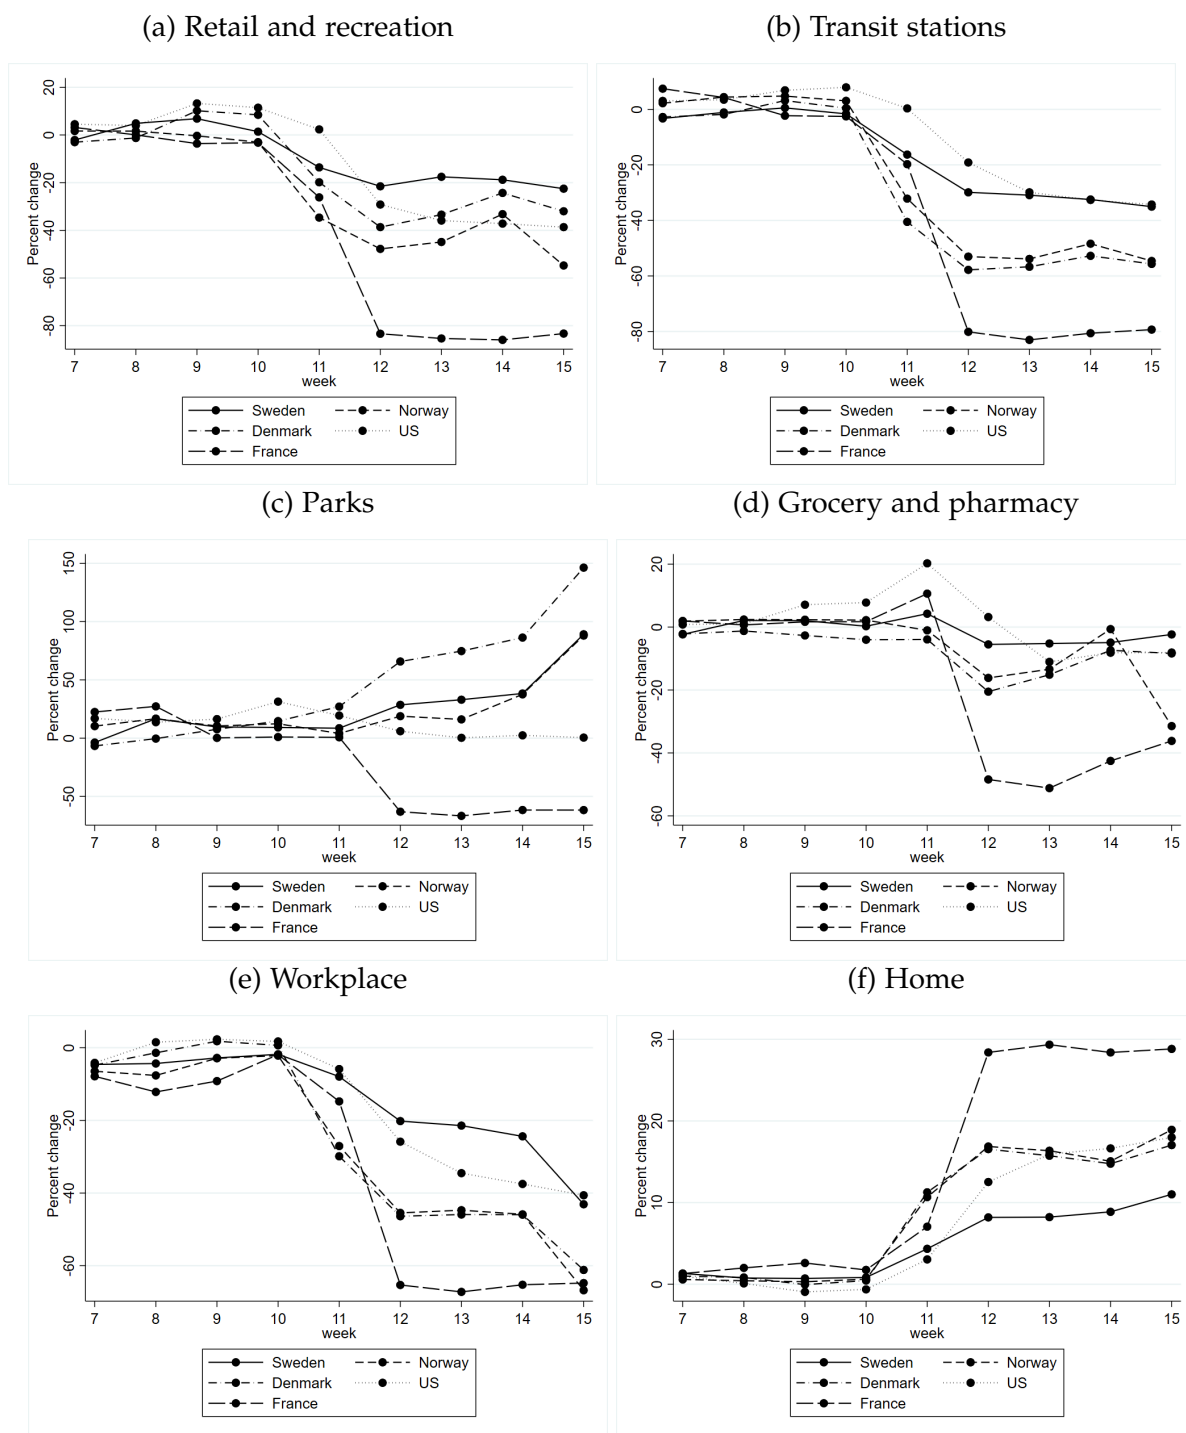 (a) Retail and recreation
Percent change
20
0
-20
-40
-60
-80
7 8 9 10 11 12 13 14 15
week
Sweden Norway
Denmark US
France
(b) Transit stations
Percent change
0
-20
-40
-60
-80
7 8 9 10 11 12 13 14 15
week
Sweden Norway
Denmark US
France
(c) Parks
Percent change
150
100
50
0
-50
7 8 9 10 11 12 13 14 15
week
Sweden Norway
Denmark US
France
(d) Grocery and pharmacy
Percent change
20
0
-20
-40
-60
7 8 9 10 11 12 13 14 15
week
Sweden Norway
Denmark US
France
(e) Workplace
Percent change
0
-20
-40
-60
7 8 9 10 11 12 13 14 15
week
Sweden Norway
Denmark US
France
(f) Home
Percent change
30
20
10
0
7 8 9 10 11 12 13 14 15
week
Sweden Norway
Denmark US
France